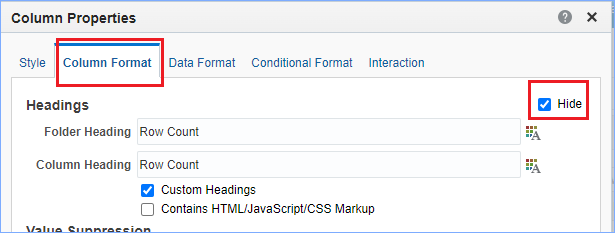 Column Properties
Style Column Format Data Format Conditional Format Interaction
Headings
Hide
Folder Heading Row Count
Column Heading Row Count
Custom Headings
Contains HTML/JavaScript/CSS Markup
Value Suppression